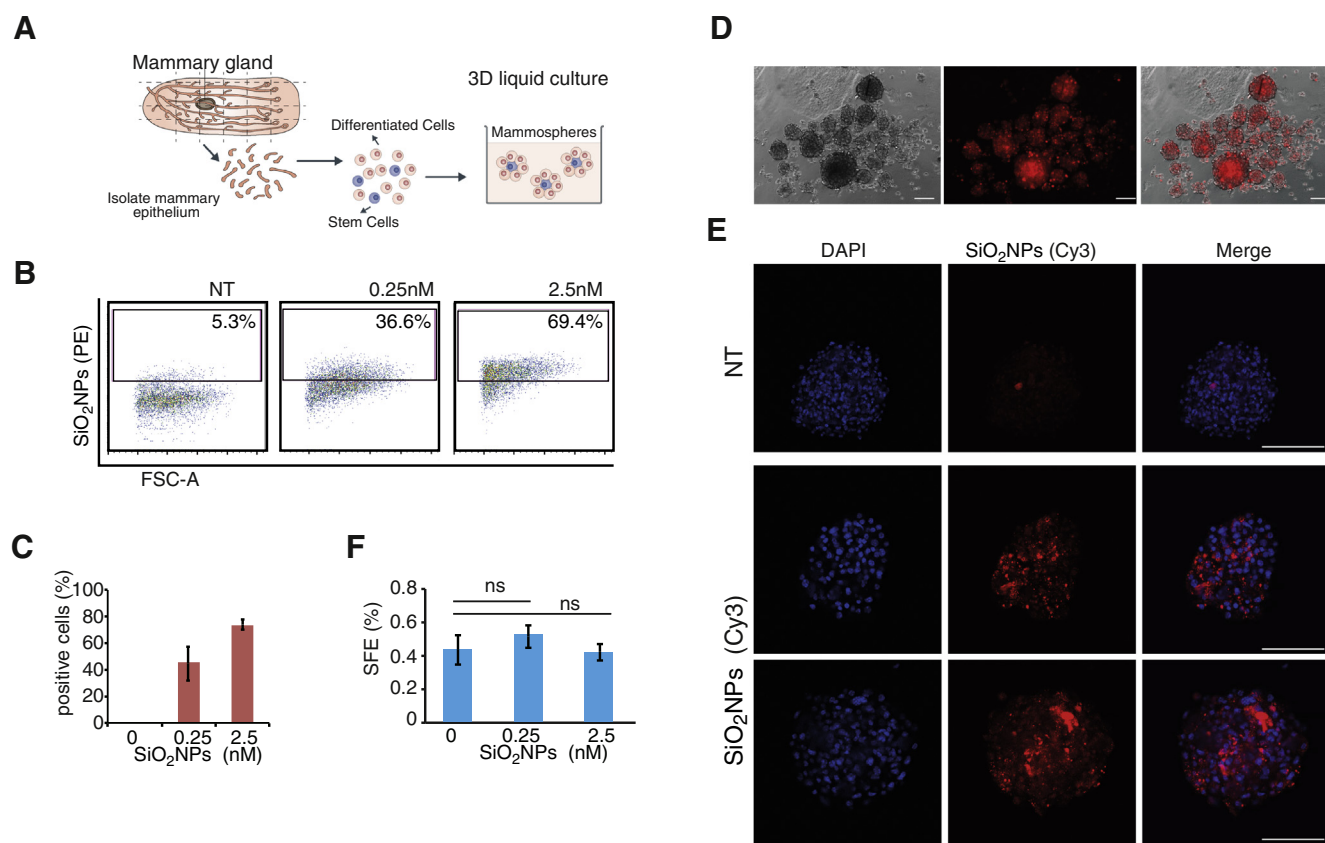 A
Mammary gland
3D liquid culture
Differentiated Cells
Mammospheres
Isolate mammary
epithelium
Stem Cells
B
NT
0.25nM
2.5nM
5.3%
36.6%
69.4%
SiO₂NPs (PE)
FSC-A
C
positive cells (%)
100
80
60
40
20
0
0
0.25
2.5
SiO₂NPs (nM)
F
SFE (%)
0.8
0.6
0.4
0.2
0
ns
ns
0
0.25
2.5
SiO₂NPs (nM)
D
E
DAPI
SiO₂NPs (Cy3)
Merge
NT
SiO₂NPs (Cy3)